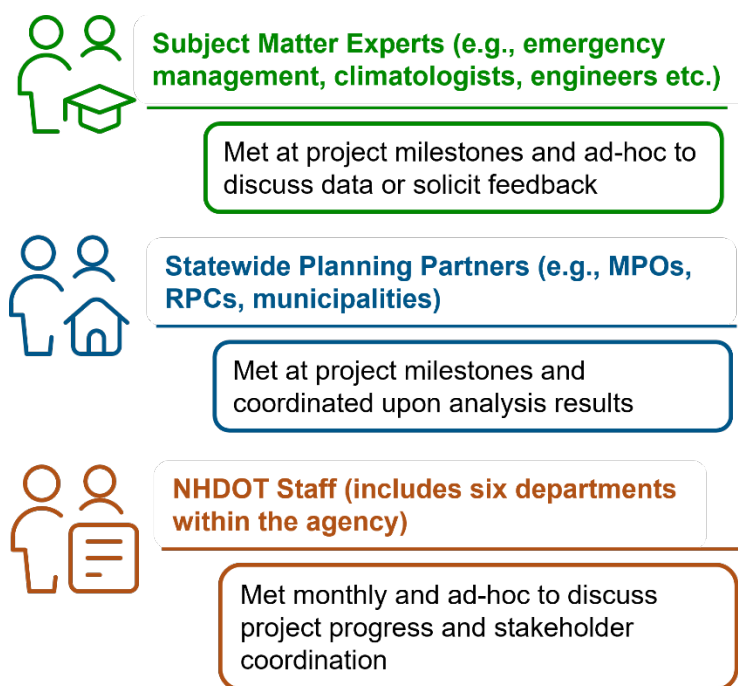 Subject Matter Experts (e.g., emergency
management, climatologists, engineers etc.)
Met at project milestones and ad-hoc to
discuss data or solicit feedback
Statewide Planning Partners (e.g., MPOs,
RPCs, municipalities)
Met at project milestones and
coordinated upon analysis results
NHDOT Staff (includes six departments
within the agency)
Met monthly and ad-hoc to discuss
project progress and stakeholder
coordination